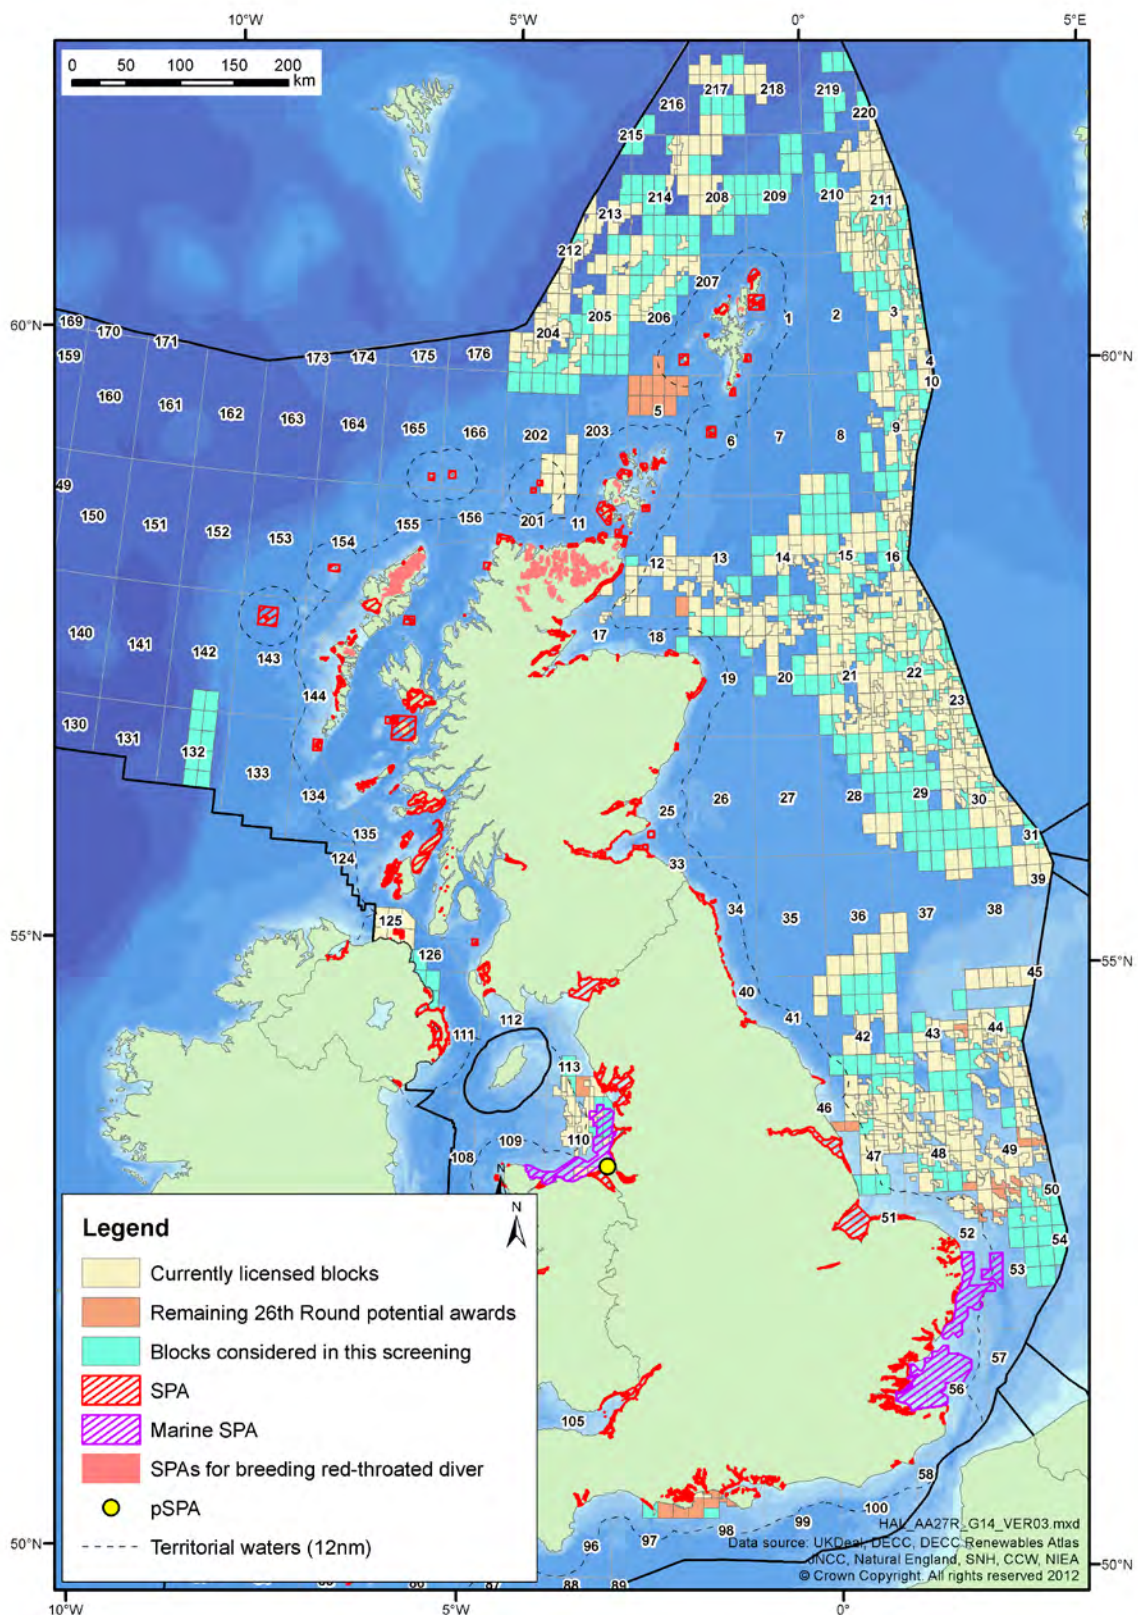 10°W 5°W 0° 5°E
0 50 100 150 200
km
217 218 219
216 220
215
214 208 209 210 211
213
212
207
204 205 206 1 2 3
60°N 60°N
169 170 171
159 173 174 175 176 4
160 161 162 163 164 165 166 10
5
202 203 6 7 8 9
49
150 151 152 153 154 155 156 201 11
12 13 14 15 16
140 141 142 143 17 18
144 19 20 21 22 23
130 131 132 133
134 25 26 27 28 29 30
135 31
124 33 39
125 34 35 36 37 38
55°N 55°N
126 45
40
111 112 41 42 43 44
113
46
108 109 110 47 48 49
50
N
51 52 54
53
57
56
105
58
100
99
98
97
96
88 89
Legend
N
Currently licensed blocks
Remaining 26th Round potential awards
Blocks considered in this screening
SPA
Marine SPA
SPAs for breeding red-throated diver
pSPA
Territorial waters (12nm)
HAL_AA27R_G14_VER03.mxd
Data source: UKDeal, DECC, DECC Renewables Atlas
JNCC, Natural England, SNH, CCW, NIEA
© Crown Copyright. All rights reserved 2012
50°N 50°N
10°W 5°W 0°